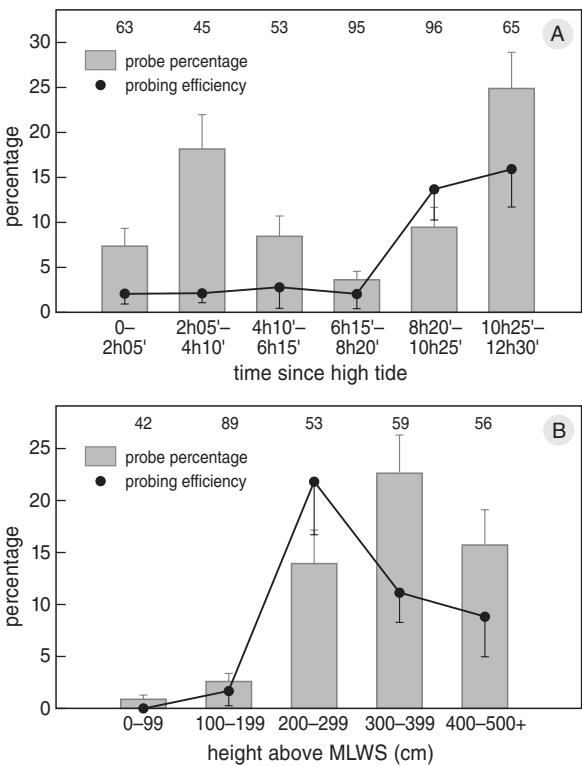 63 45 53 95 96 65 A
30
25
20
15
10
5
0
percentage
probe percentage
probing efficiency
0– 2h05'– 4h10'– 6h15'– 8h20'– 10h25'–
2h05' 4h10' 6h15' 8h20' 10h25' 12h30'
time since high tide
42 89 53 59 56 B
25
20
15
10
5
0
percentage
probe percentage
probing efficiency
0–99 100–199 200–299 300–399 400–500+
height above MLWS (cm)